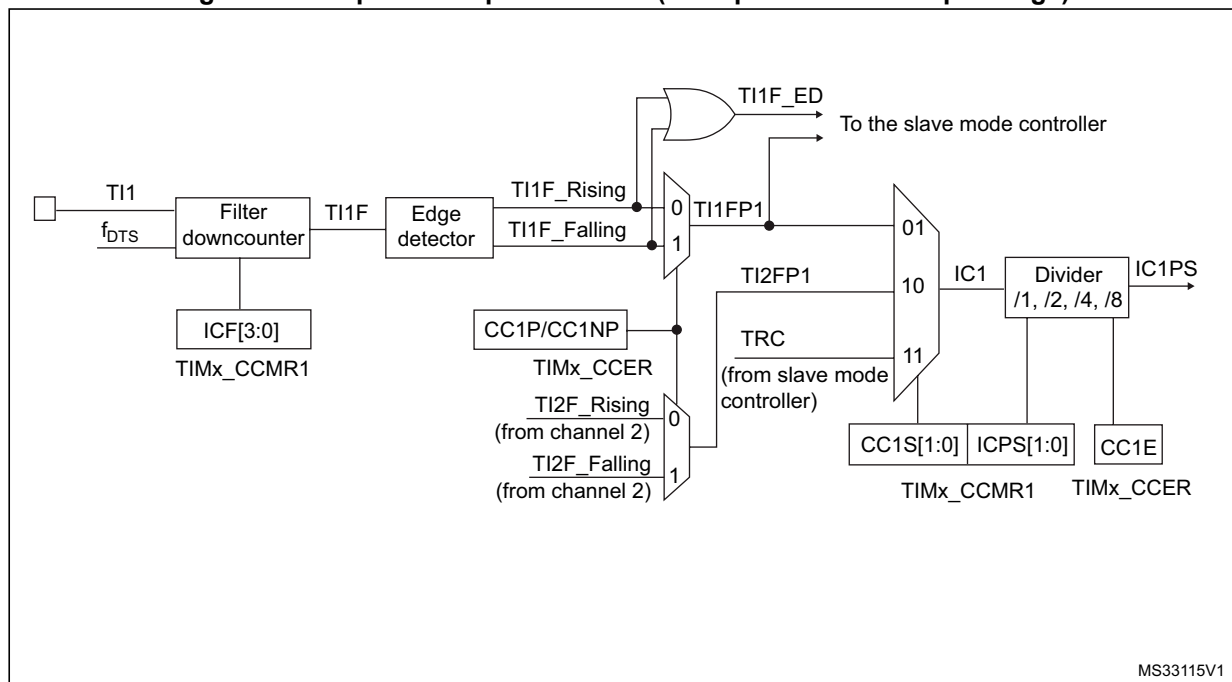 TI1F_ED
To the slave mode controller
TI1
f_DTS
Filter
downcounter
TI1F
Edge
detector
TI1F_Rising
TI1F_Falling
0
1
TI1FP1
01
TI2FP1
10
IC1
Divider
/1, /2, /4, /8
IC1PS
ICF[3:0]
TIMx_CCMR1
CC1P/CC1NP
TIMx_CCER
TRC
11
(from slave mode
controller)
TI2F_Rising
(from channel 2)
0
TI2F_Falling
(from channel 2)
1
CC1S[1:0]
ICPS[1:0]
CC1E
TIMx_CCMR1
TIMx_CCER
MS33115V1